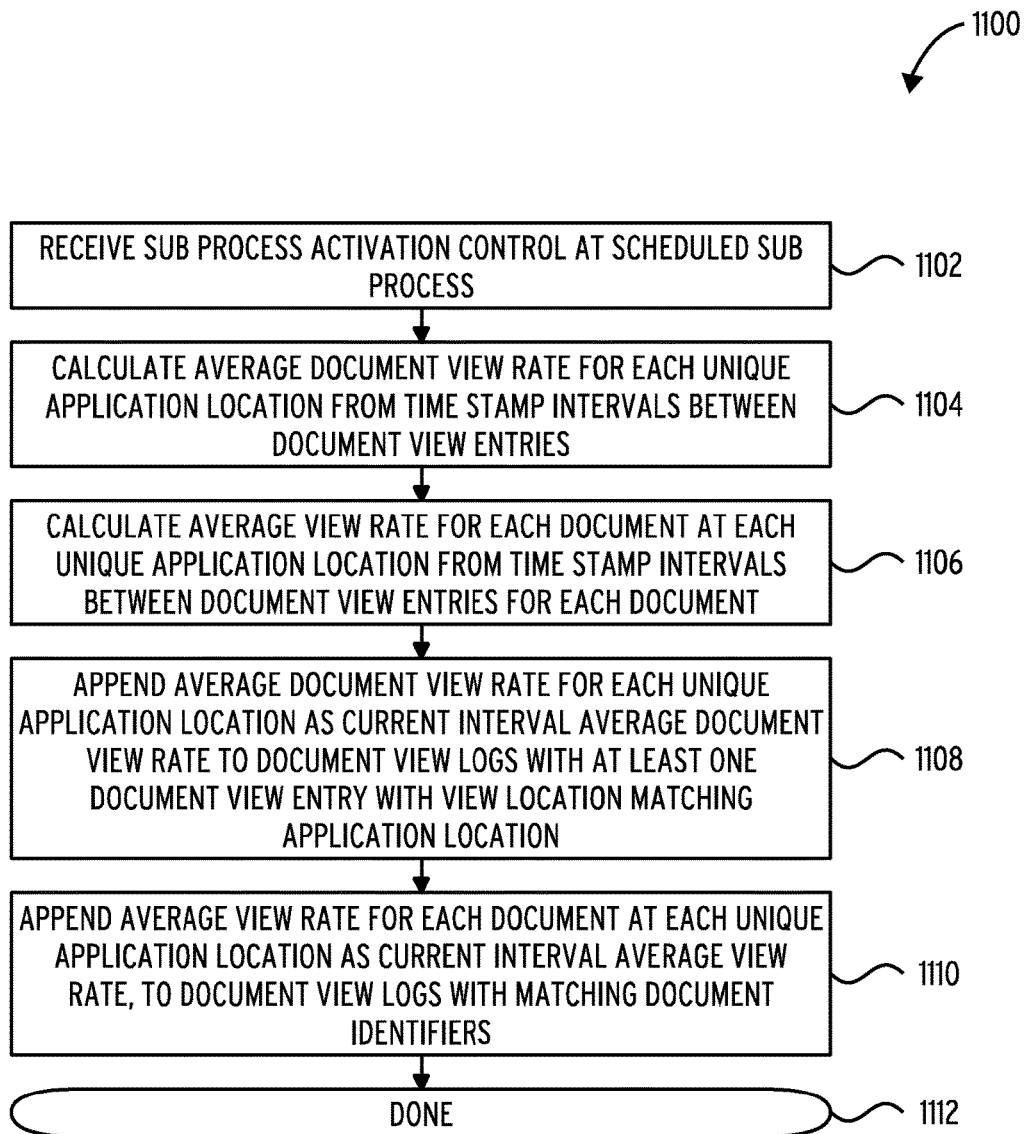 1100
RECEIVE SUB PROCESS ACTIVATION CONTROL AT SCHEDULED SUB
PROCESS
1102
CALCULATE AVERAGE DOCUMENT VIEW RATE FOR EACH UNIQUE
APPLICATION LOCATION FROM TIME STAMP INTERVALS BETWEEN
DOCUMENT VIEW ENTRIES
1104
CALCULATE AVERAGE VIEW RATE FOR EACH DOCUMENT AT EACH
UNIQUE APPLICATION LOCATION FROM TIME STAMP INTERVALS
BETWEEN DOCUMENT VIEW ENTRIES FOR EACH DOCUMENT
1106
APPEND AVERAGE DOCUMENT VIEW RATE FOR EACH UNIQUE
APPLICATION LOCATION AS CURRENT INTERVAL AVERAGE DOCUMENT
VIEW RATE TO DOCUMENT VIEW LOGS WITH AT LEAST ONE
DOCUMENT VIEW ENTRY WITH VIEW LOCATION MATCHING
APPLICATION LOCATION
1108
APPEND AVERAGE VIEW RATE FOR EACH DOCUMENT AT EACH UNIQUE
APPLICATION LOCATION AS CURRENT INTERVAL AVERAGE VIEW
RATE, TO DOCUMENT VIEW LOGS WITH MATCHING DOCUMENT
IDENTIFIERS
1110
DONE
1112